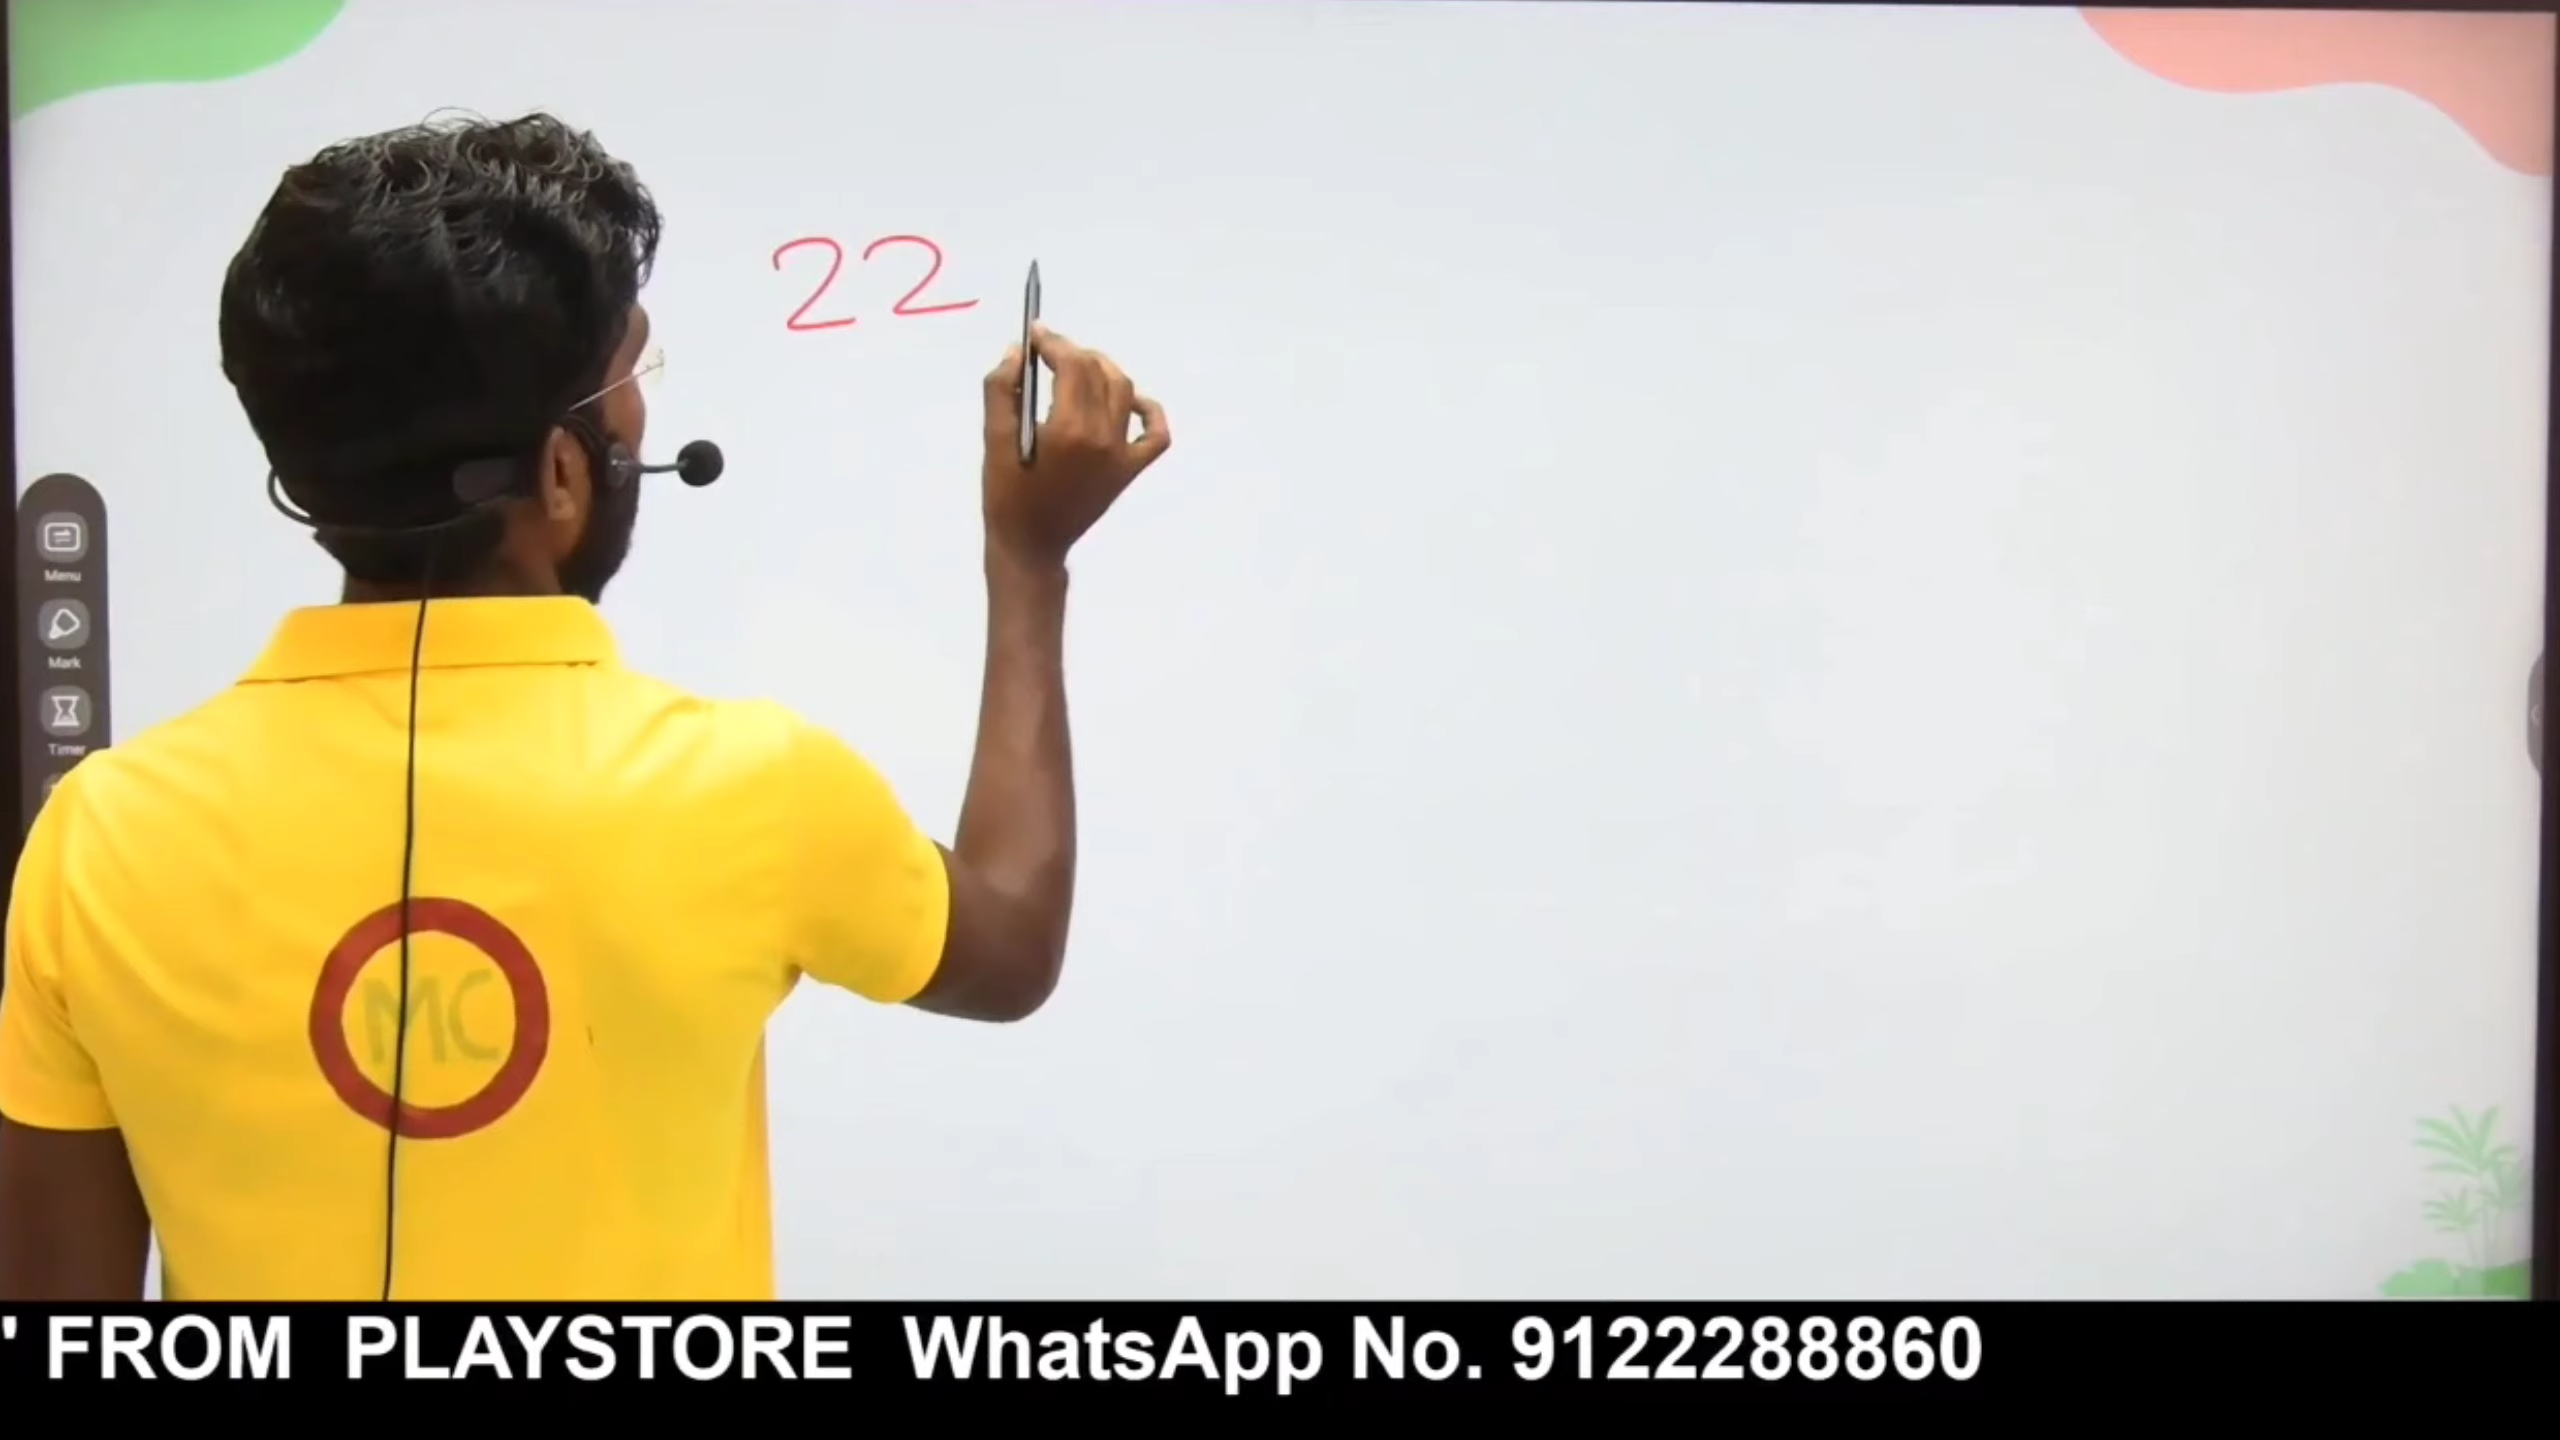 22
Menu
Mark
Timer
MC
' FROM PLAYSTORE WhatsApp No. 9122288860